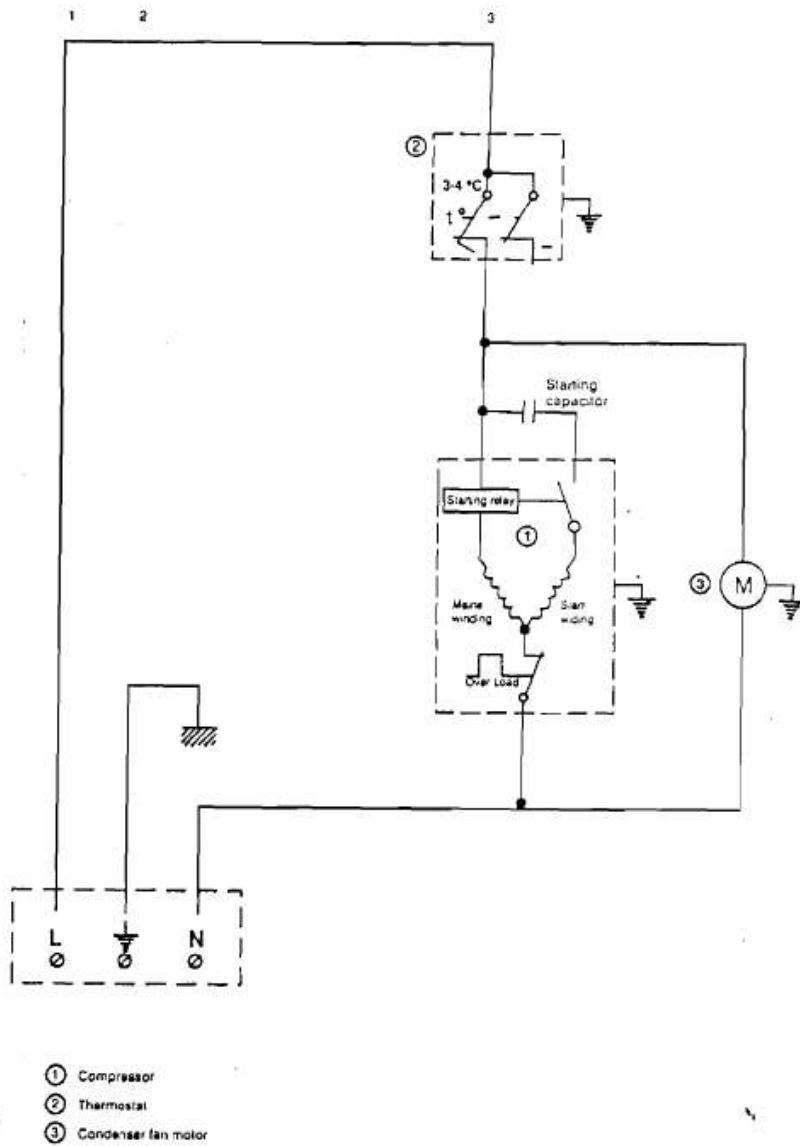 1 2 3
②
3-4 °C
t°
Starting
capacitor
Starting relay
①
Mains
winding
Start
widing
③ M
Over Load
L N
① Compressor
② Thermostat
③ Condenser fan motor